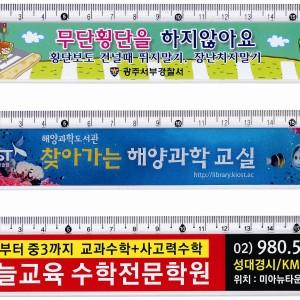 무단횡단을 하지않아요
횡단보도 건널때 뛰지말기. 장난치지말기
광주서부경찰서
해양과학도서관
찾아가는 해양과학 교실
http://library.kiost.ac
부터 중3까지 교과수학+사고력수학
늘교육 수학전문학원
02) 980.5
성대경시/KM
위치 : 미아뉴타운